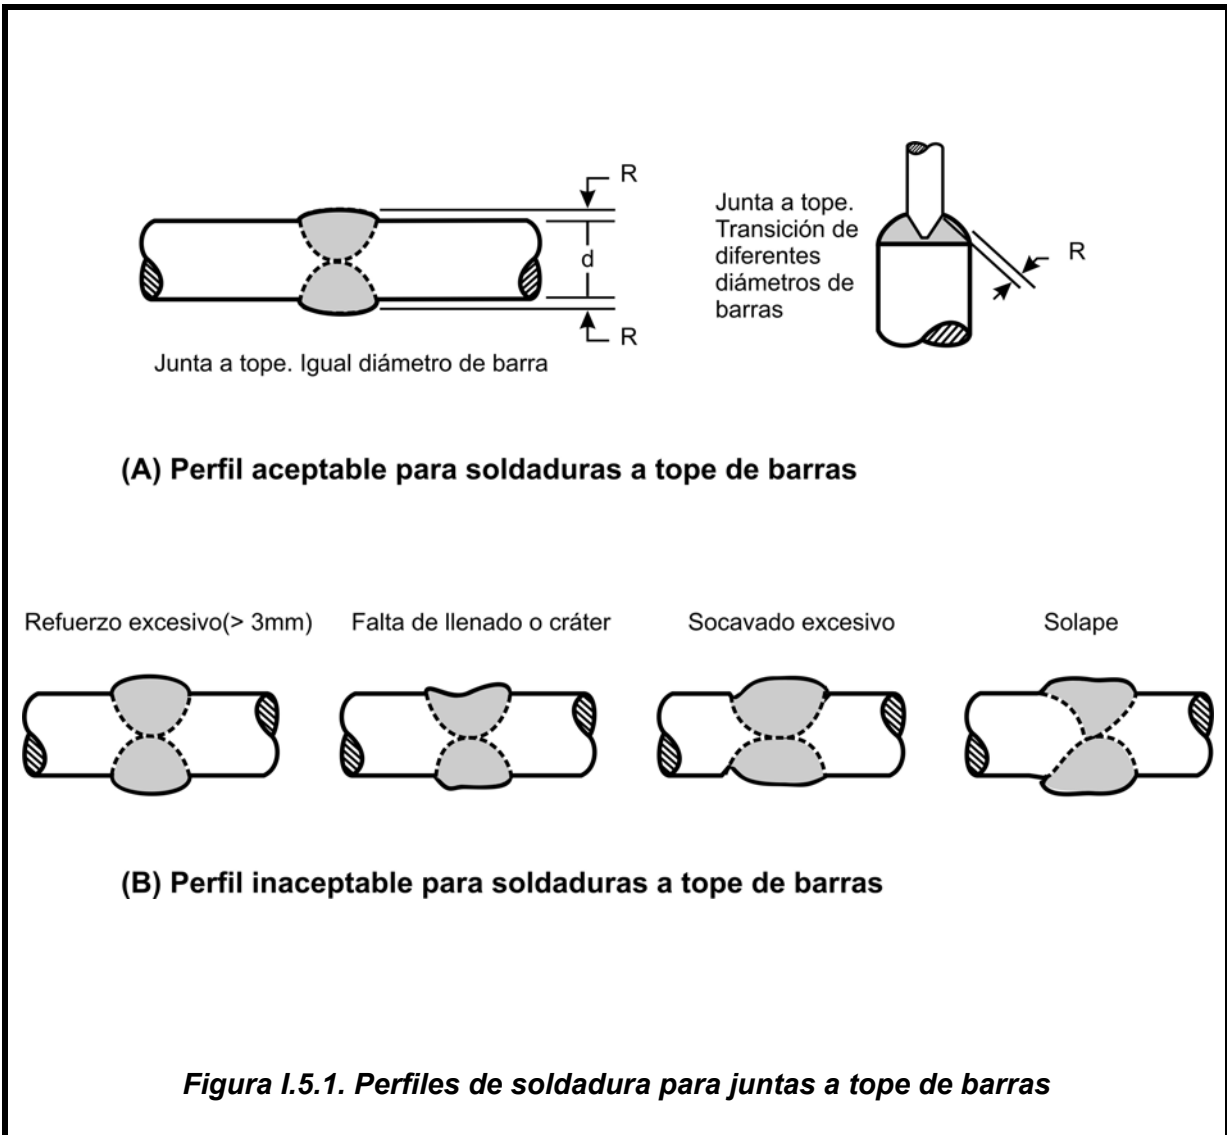 R
d
R
Junta a tope. Igual diámetro de barra
Junta a tope.
Transición de
diferentes
diámetros de
barras
R
(A) Perfil aceptable para soldaduras a tope de barras
Refuerzo excesivo(> 3mm)
Falta de llenado o cráter
Socavado excesivo
Solape
(B) Perfil inaceptable para soldaduras a tope de barras
Figura I.5.1. Perfiles de soldadura para juntas a tope de barras